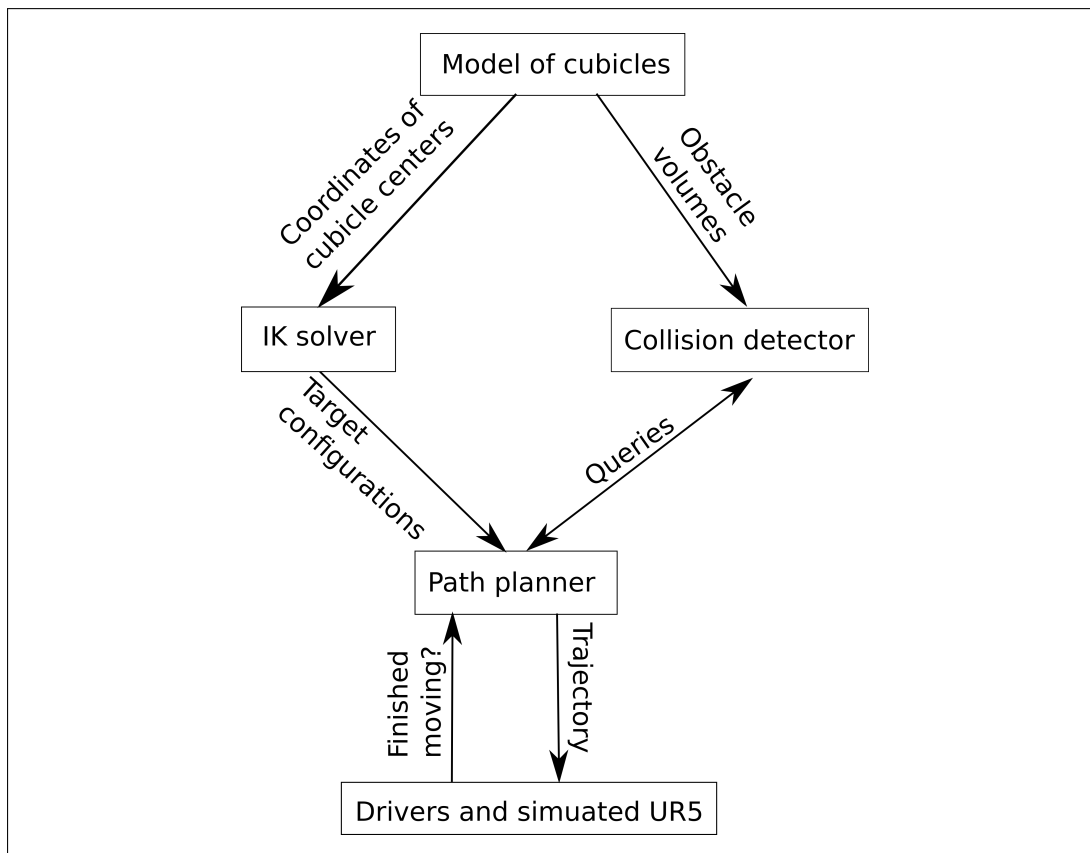 Model of cubicles
Coordinates of
cubicle centers
Obstacle
volumes
IK solver
Collision detector
Target
configurations
Queries
Path planner
Finished
moving?
Trajectory
Drivers and simuated UR5